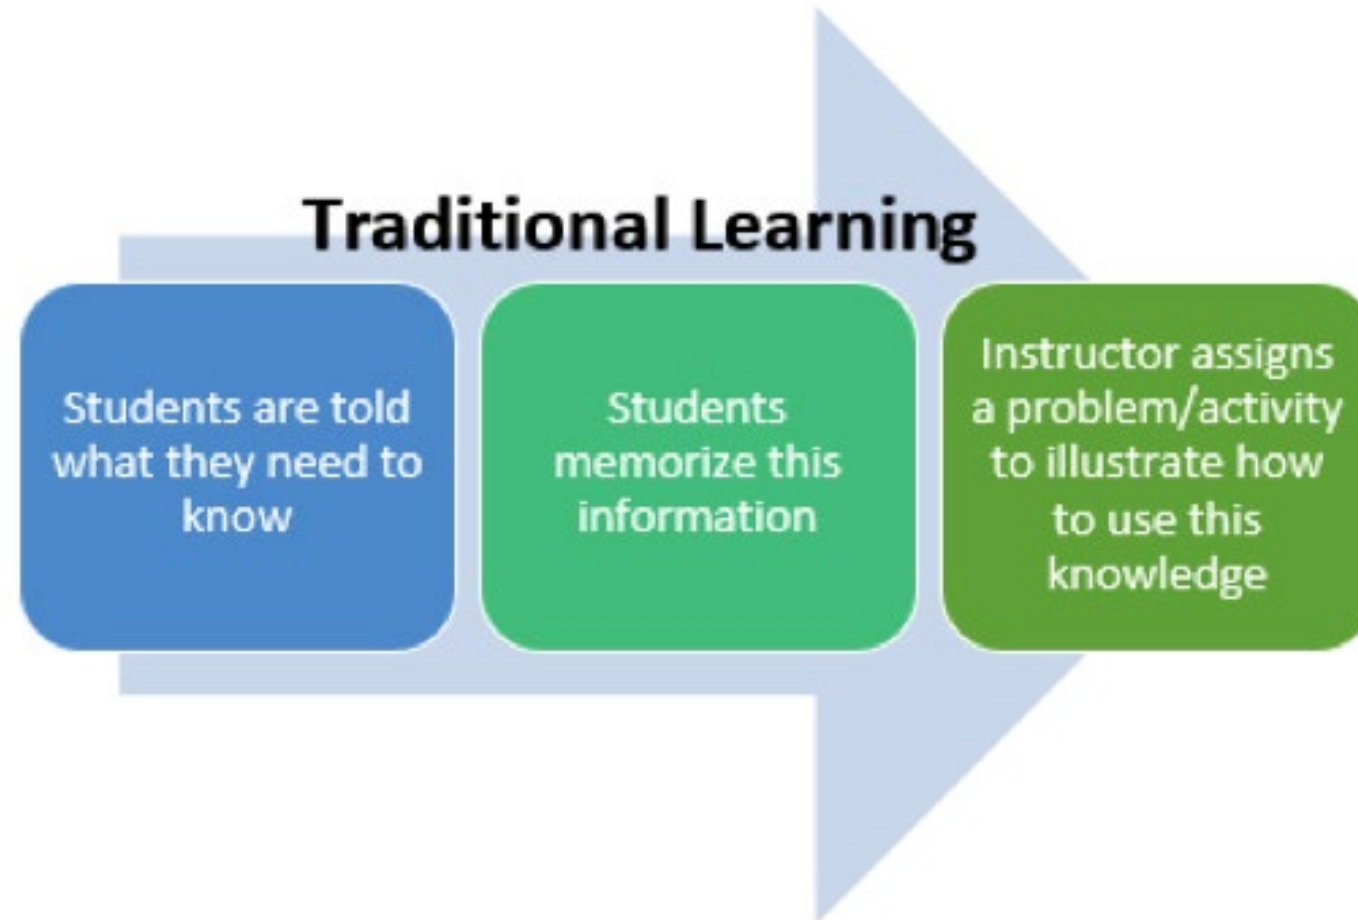 Traditional Learning
Students are told
what they need to
know
Students
memorize this
information
Instructor assigns
a problem/activity
to illustrate how
to use this
knowledge